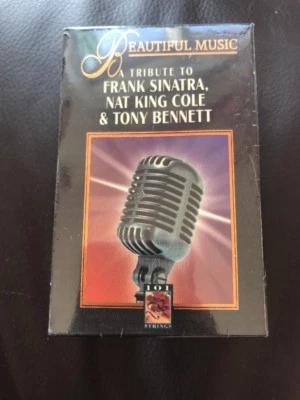 BEAUTIFUL MUSIC
A TRIBUTE TO
FRANK SINATRA,
NAT KING COLE
& TONY BENNETT
101
STRINGS